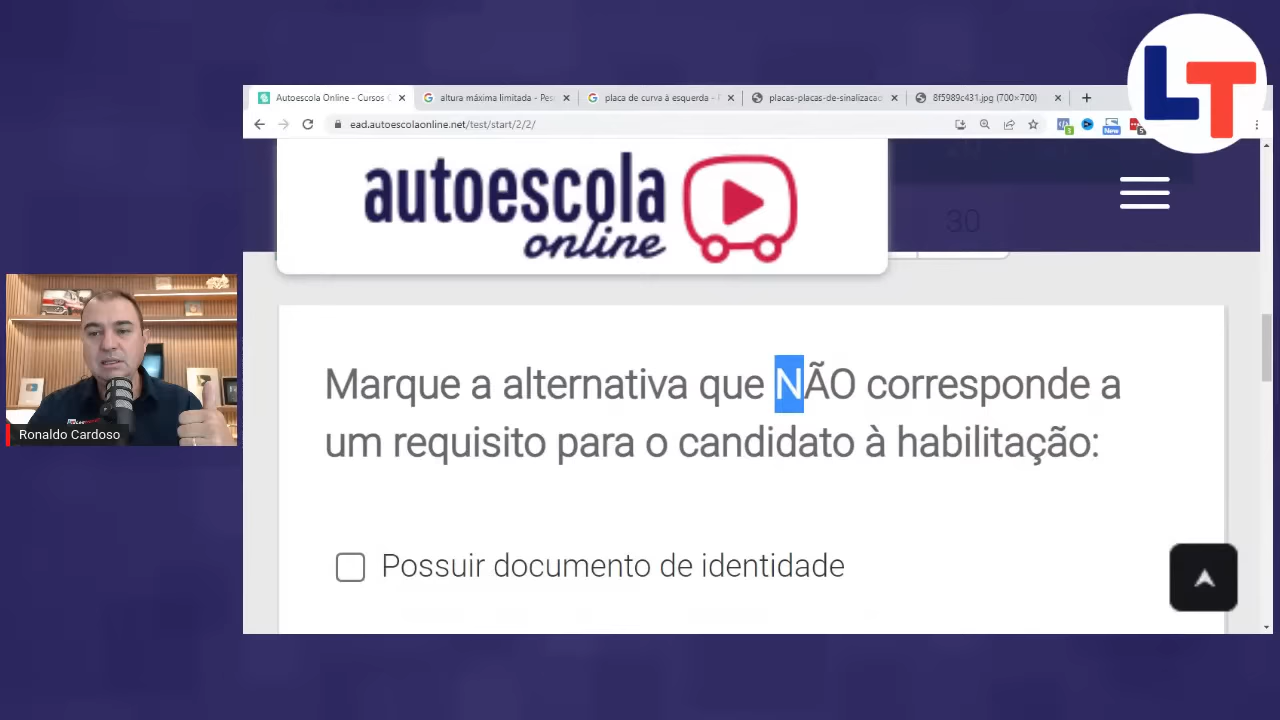 LT
Autoescola Online - Cursos
altura máxima limitada - Pes
placa de curva à esquerda -
placas-placas-de-sinalizaca
8f5989c431.jpg (700×700)
ead.autoescolaonline.net/test/start/2/2/
New
autoescola
online
30
Marque a alternativa que NÃO corresponde a
um requisito para o candidato à habilitação:
Possuir documento de identidade
Ronaldo Cardoso